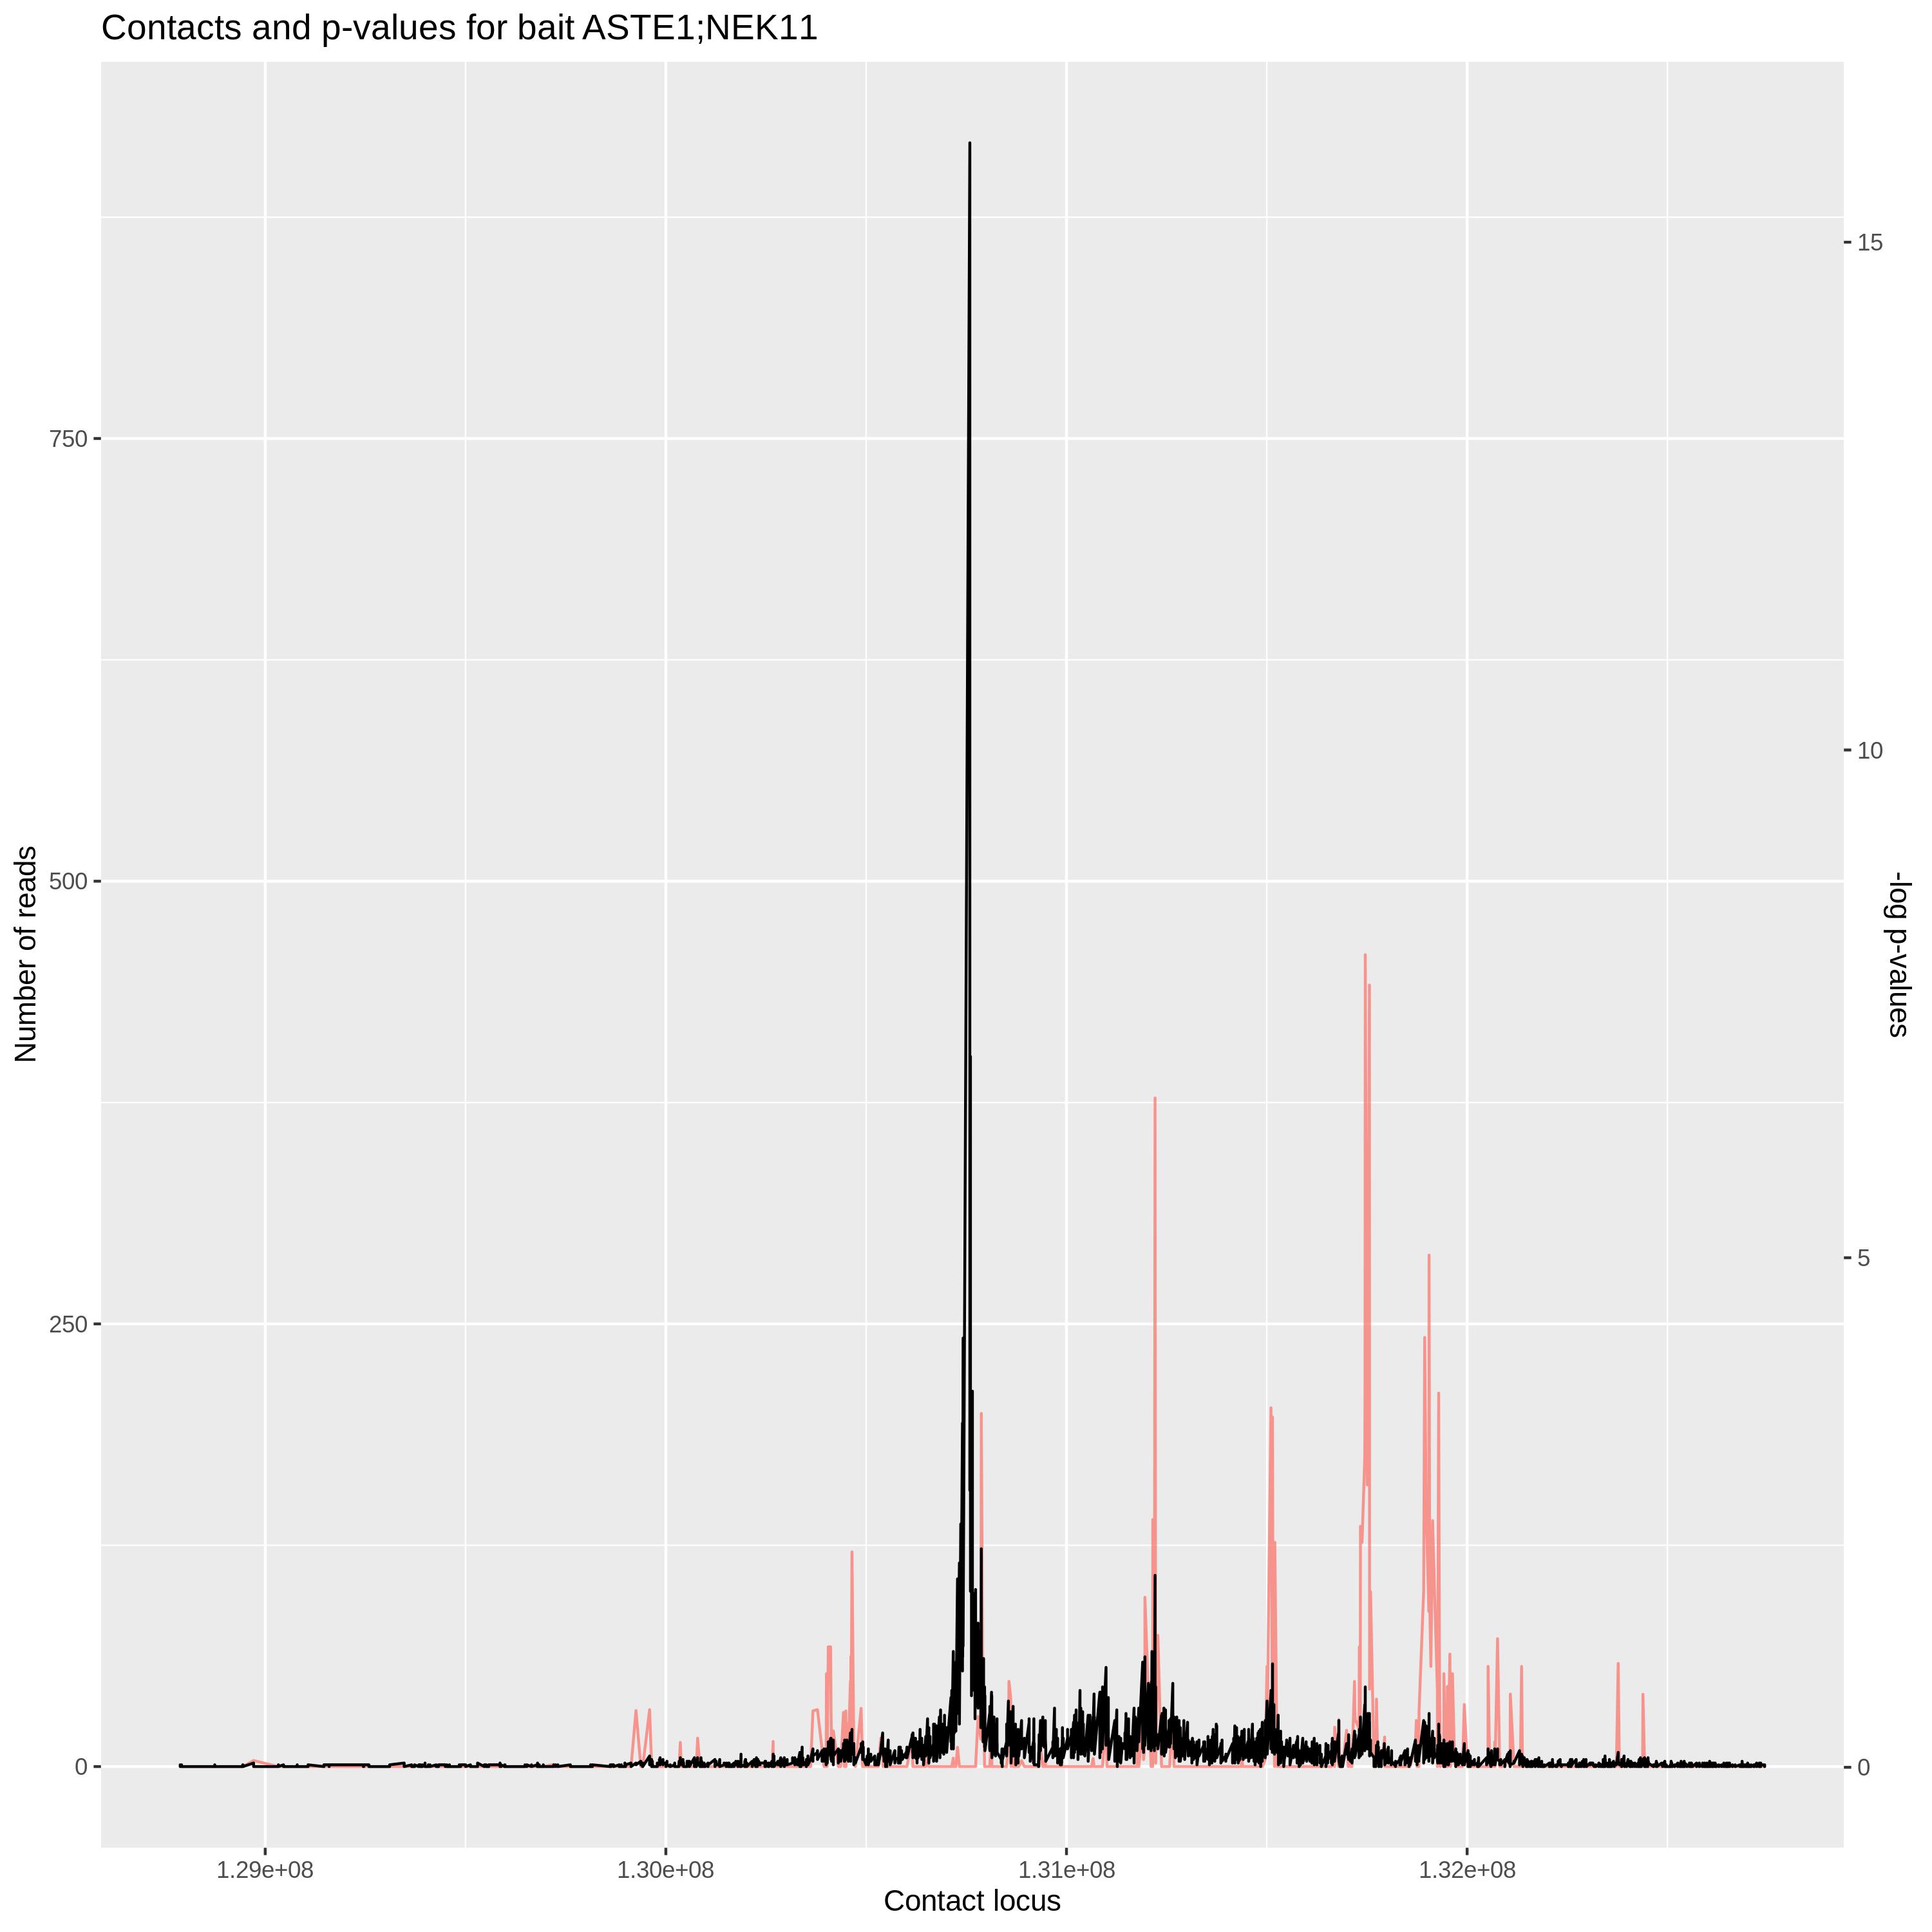 Contacts and p-values for bait ASTE1;NEK11
Number of reads
750
500
250
0
15
10
5
0
-log p-values
1.29e+08
1.30e+08
1.31e+08
1.32e+08
Contact locus